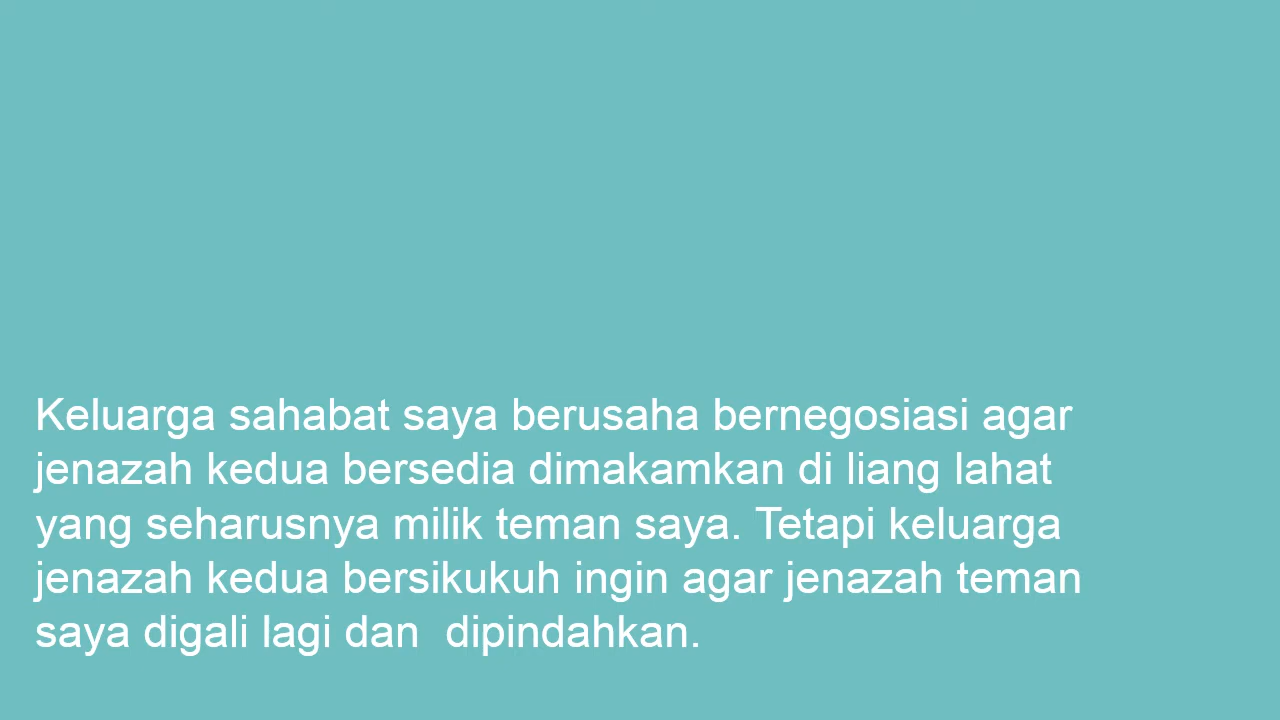 Keluarga sahabat saya berusaha bernegosiasi agar
jenazah kedua bersedia dimakamkan di liang lahat
yang seharusnya milik teman saya. Tetapi keluarga
jenazah kedua bersikukuh ingin agar jenazah teman
saya digali lagi dan  dipindahkan.